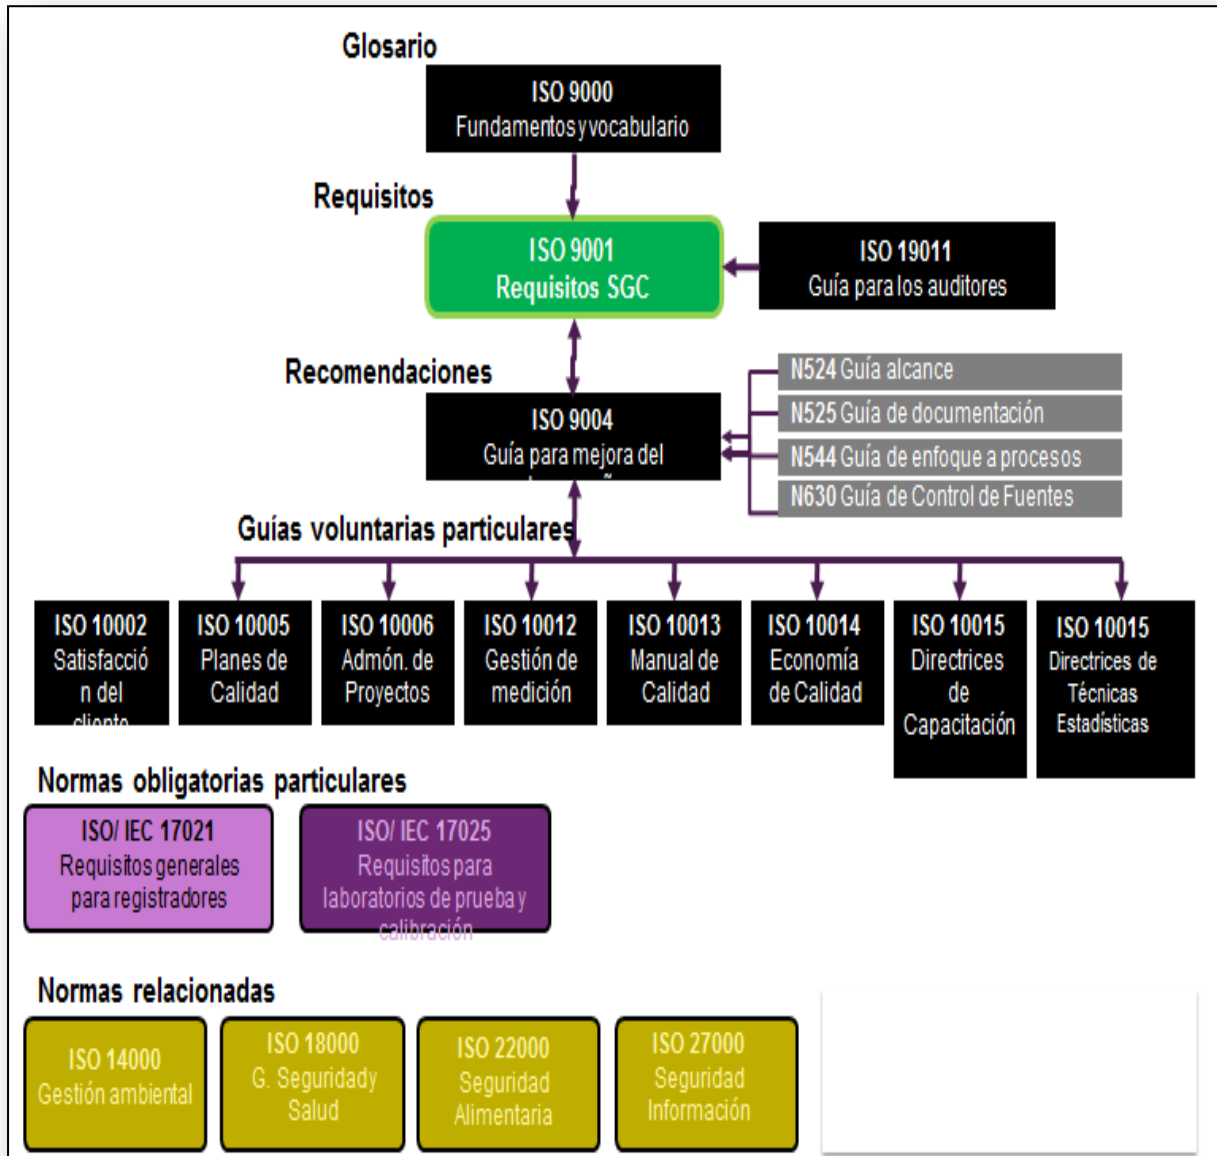 Glosario
ISO 9000
Fundamentos y vocabulario
Requisitos
ISO 9001
Requisitos SGC
ISO 19011
Guía para los auditores
Recomendaciones
ISO 9004
Guía para mejora del
N524 Guía alcance
N525 Guía de documentación
N544 Guía de enfoque a procesos
N630 Guía de Control de Fuentes
Guías voluntarias particulares
ISO 10002
Satisfacció
n del
cliente
ISO 10005
Planes de
Calidad
ISO 10006
Admón. de
Proyectos
ISO 10012
Gestión de
medición
ISO 10013
Manual de
Calidad
ISO 10014
Economía
de Calidad
ISO 10015
Directrices
de
Capacitación
ISO 10015
Directrices de
Técnicas
Estadísticas
Normas obligatorias particulares
ISO/ IEC 17021
Requisitos generales
para registradores
ISO/ IEC 17025
Requisitos para
laboratorios de prueba y
calibración
Normas relacionadas
ISO 14000
Gestión ambiental
ISO 18000
G. Seguridad y
Salud
ISO 22000
Seguridad
Alimentaria
ISO 27000
Seguridad
Información